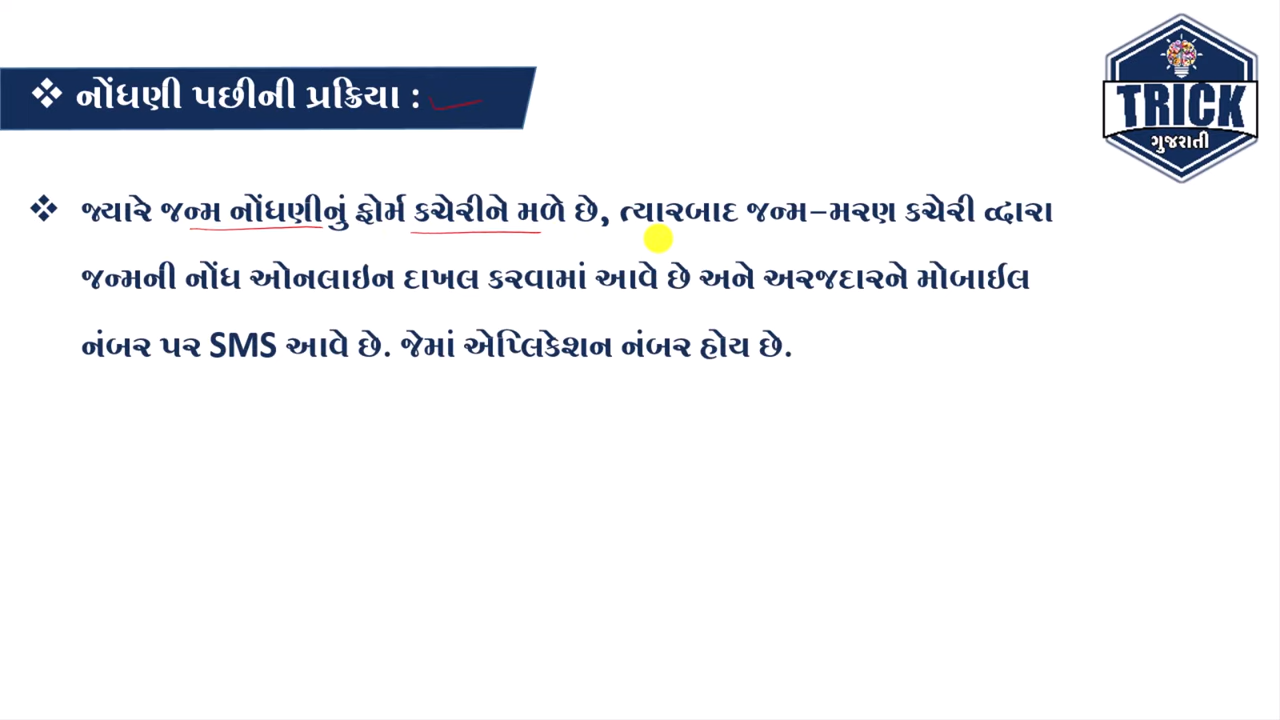 ❖ નોંધણી પછીની પ્રક્રિયા :
TRICK
ગુજરાતી
❖ જ્યારે જન્મ નોંધણીનું ફોર્મ કચેરીને મળે છે, ત્યારબાદ જન્મ-મરણ કચેરી દ્વારા
જન્મની નોંધ ઓનલાઇન દાખલ કરવામાં આવે છે અને અરજદારને મોબાઈલ
નંબર પર SMS આવે છે. જેમાં એપ્લિકેશન નંબર હોય છે.